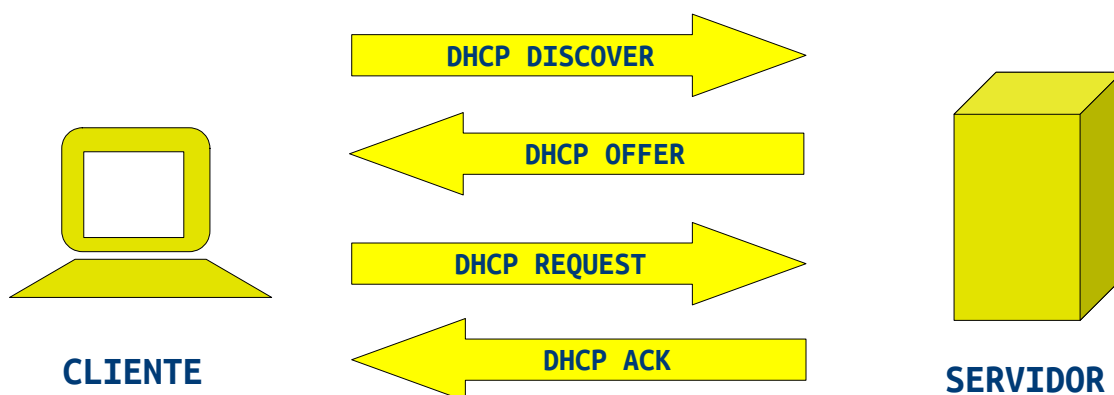 DHCP DISCOVER
DHCP OFFER
DHCP REQUEST
DHCP ACK
CLIENTE
SERVIDOR